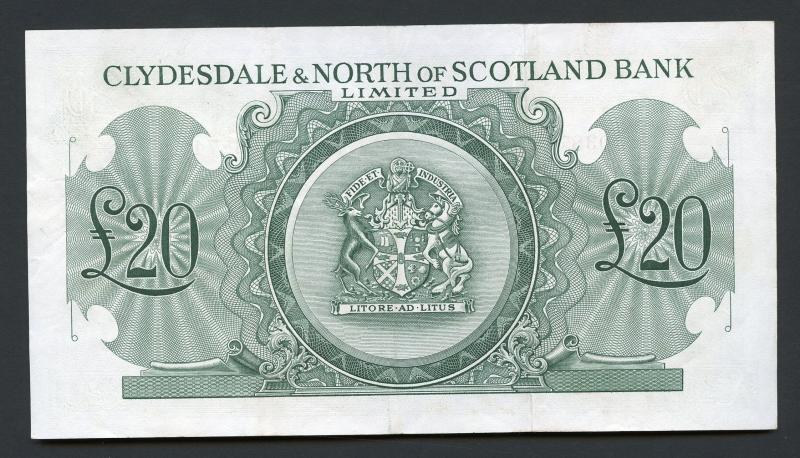 CLYDESDALE & NORTH OF SCOTLAND BANK
LIMITED
FIDE·ET INDUSTRIA
£20 £20
LITORE·AD·LITUS